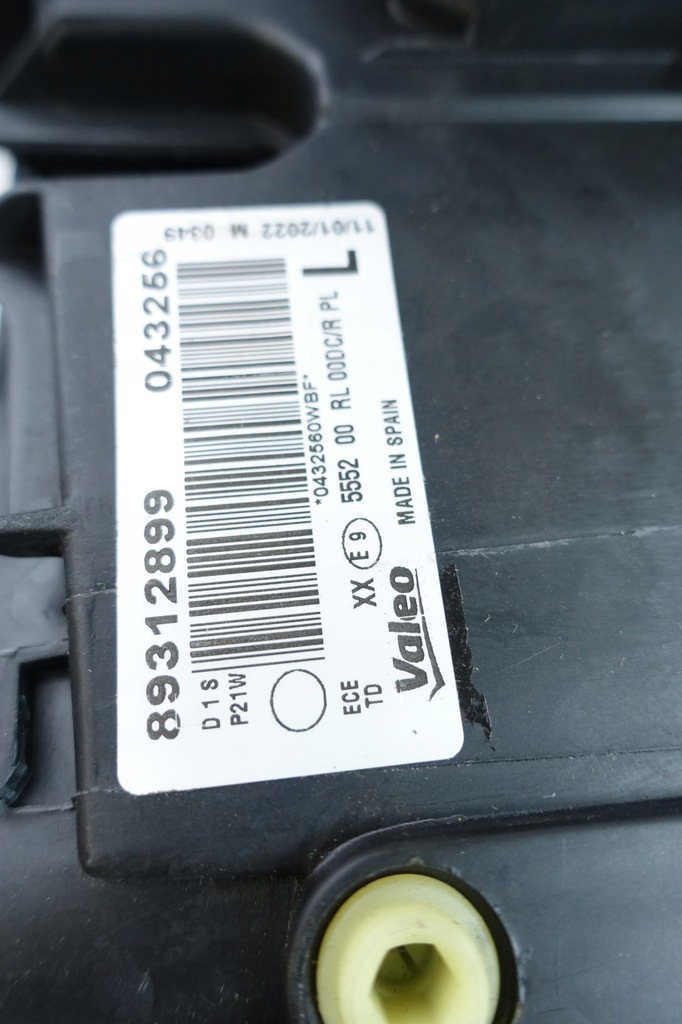 89312899 043256
D1S
P21W
*0432560WBF*
ECE XX E9 5552 00 RL 00DC/R PL L
TD
Valeo MADE IN SPAIN
11/01/2022 M 0349